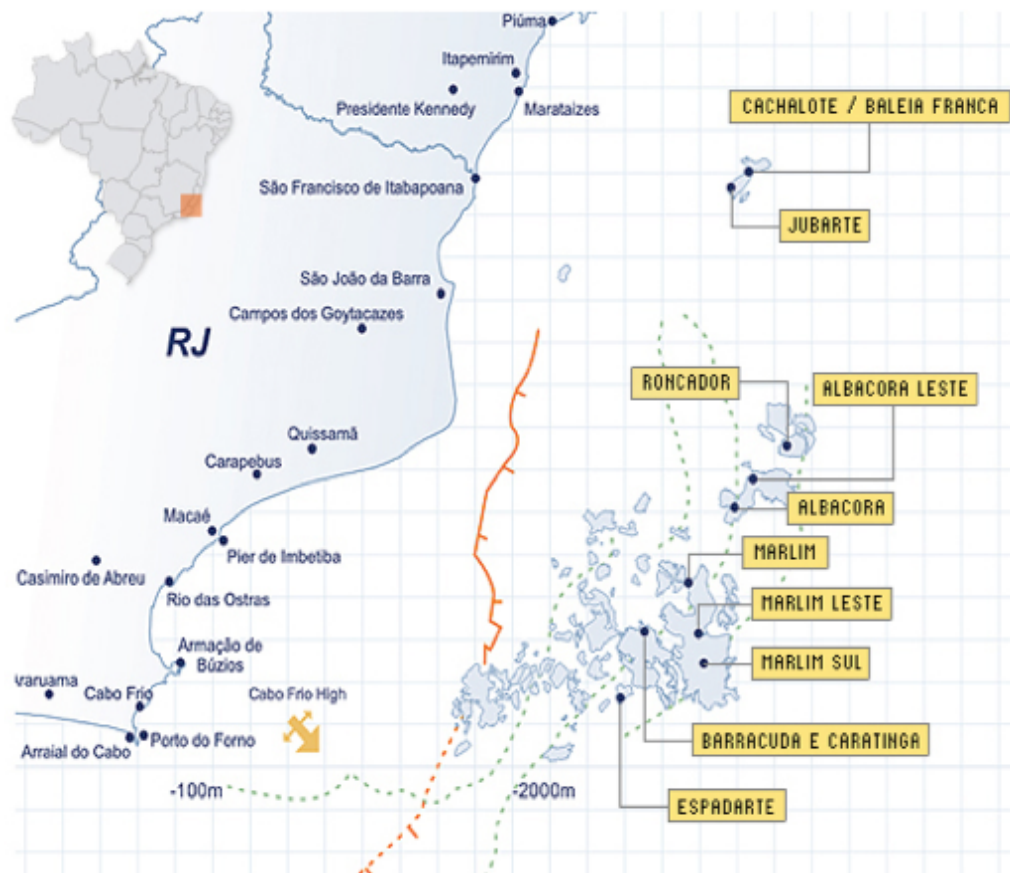 Piúma
Itapemirim
Presidente Kennedy
Marataizes
CACHALOTE / BALEIA FRANCA
São Francisco de Itabapoana
JUBARTE
São João da Barra
Campos dos Goytacazes
RJ
RONCADOR
ALBACORA LESTE
Quissamã
Carapebus
ALBACORA
Macaé
Pier de Imbetiba
MARLIM
Casimiro de Abreu
Rio das Ostras
MARLIM LESTE
Armação de
Búzios
MARLIM SUL
Araruama
Cabo Frio
Cabo Frio High
Arraial do Cabo
Porto do Forno
BARRACUDA E CARATINGA
-100m
-2000m
ESPADARTE